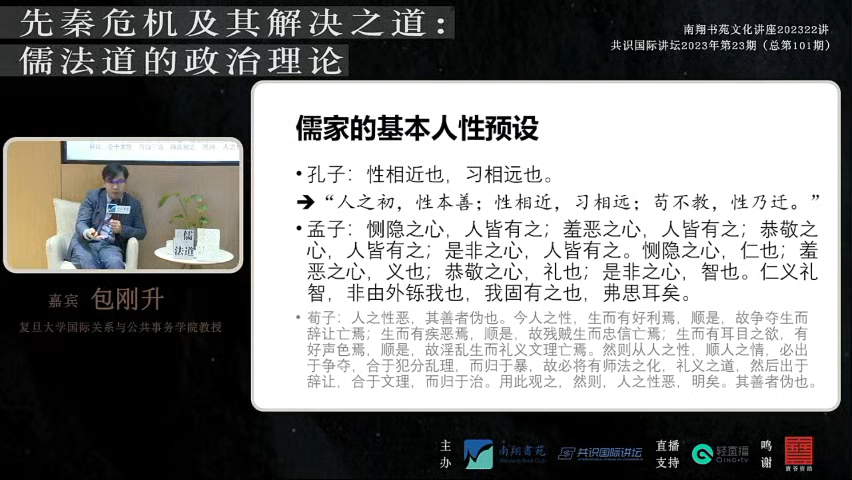 先秦危机及其解决之道：
儒法道的政治理论
南翔书苑文化讲座202322讲
共识国际讲坛2023年第23期（总第101期）
儒家的基本人性预设
•孔子：性相近也，习相远也。
➔“人之初，性本善；性相近，习相远；苟不教，性乃迁。”
•孟子：恻隐之心，人皆有之；羞恶之心，人皆有之；恭敬之
心，人皆有之；是非之心，人皆有之。恻隐之心，仁也；羞
恶之心，义也；恭敬之心，礼也；是非之心，智也。仁义礼
智，非由外铄我也，我固有之也，弗思耳矣。
•荀子：人之性恶，其善者伪也。今人之性，生而有好利焉，顺是，故争夺生而
辞让亡焉；生而有疾恶焉，顺是，故残贼生而忠信亡焉；生而有耳目之欲，有
好声色焉，顺是，故淫乱生而礼义文理亡焉。然则从人之性，顺人之情，必出
于争夺，合于犯分乱理，而归于暴，故必将有师法之化，礼义之道，然后出于
辞让，合于文理，而归于治。用此观之，然则，人之性恶，明矣。其善者伪也。
儒
法道
嘉宾 包刚升
复旦大学国际关系与公共事务学院教授
主办
南翔书苑
共识国际讲坛
直播支持
轻直播
Qing·tv
鸣谢